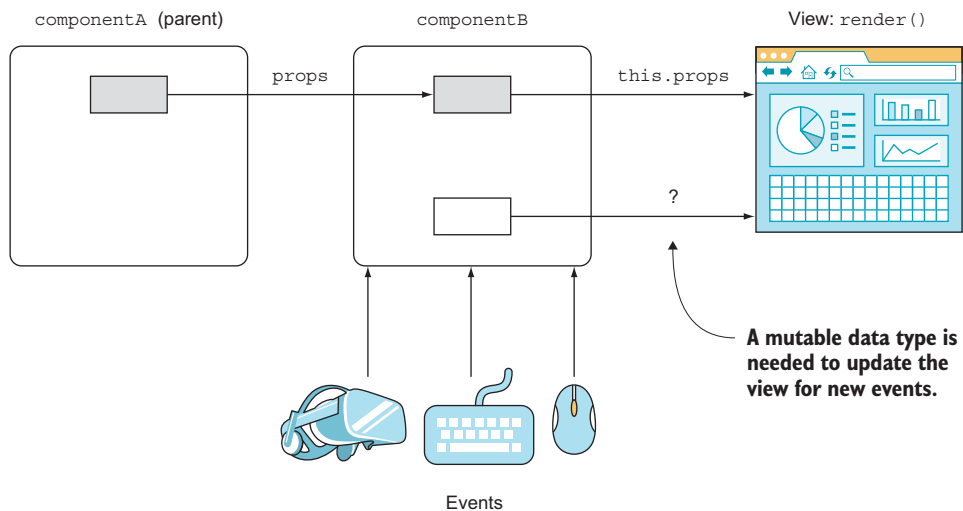 componentA (parent)
componentB
View: render()
props
this.props
?
A mutable data type is
needed to update the
view for new events.
Events